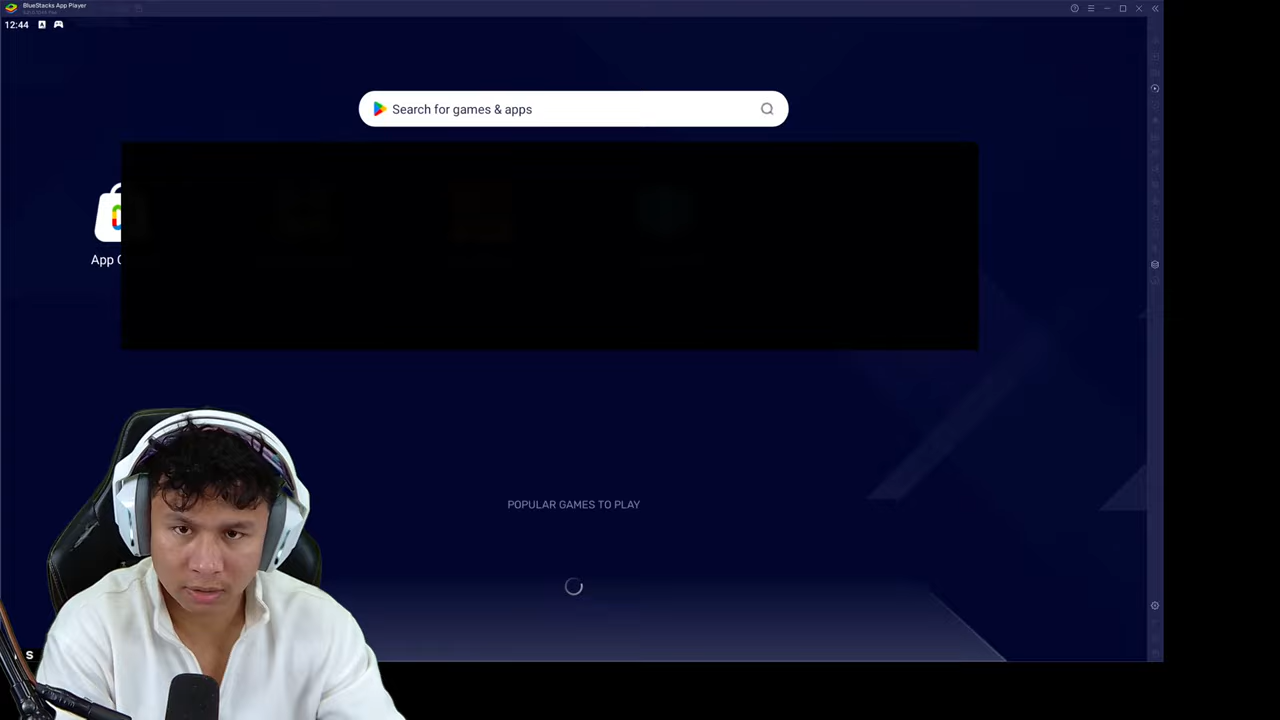 BlueStacks App Player
12:44
Search for games & apps
App
POPULAR GAMES TO PLAY
s